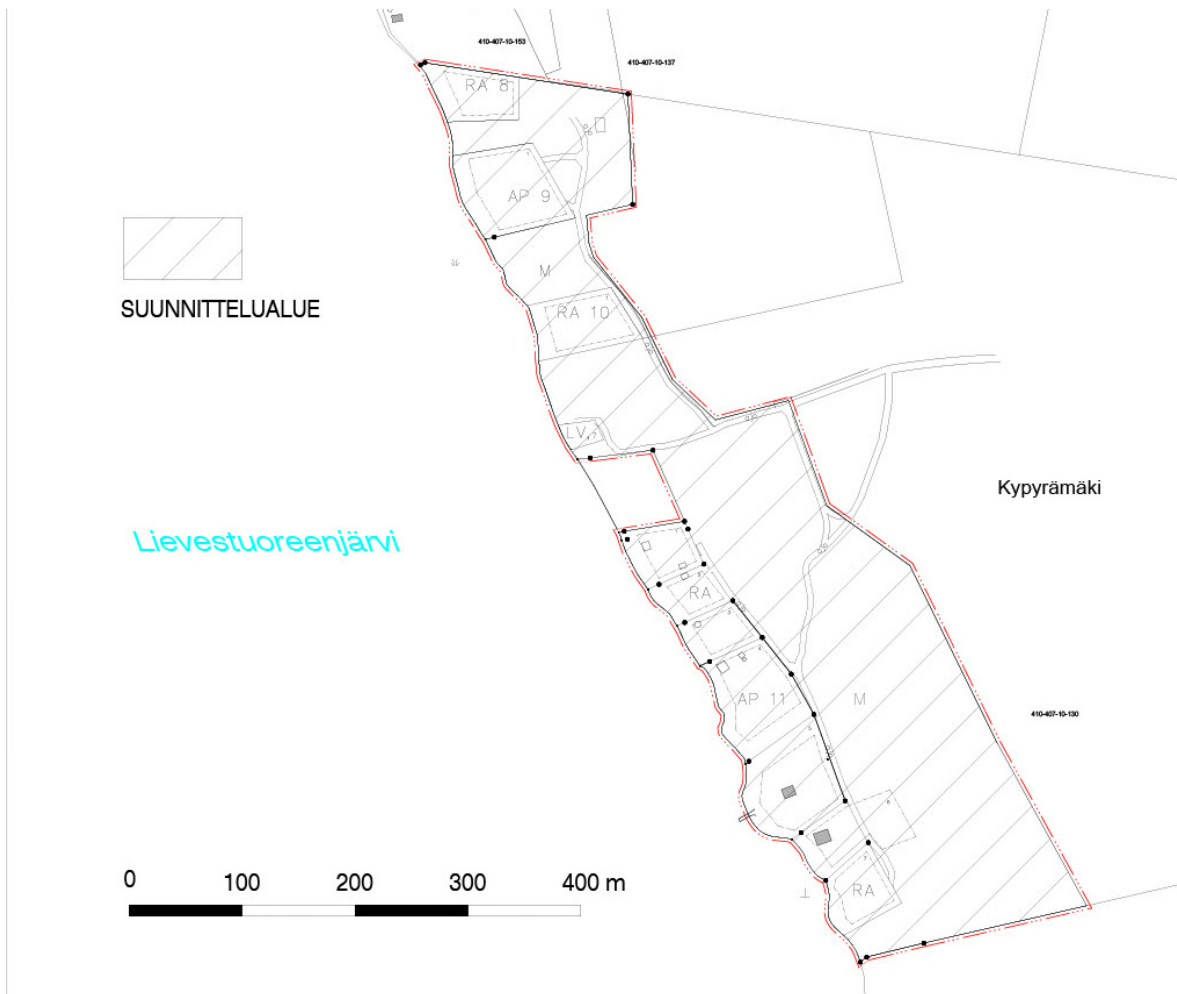 410-407-10-153
410-407-10-137
RA 8
AP 9
M
RA 10
SUUNNITTELUALUE
LV
Kypyrämäki
Lievestuoreenjärvi
RA
AP 11
M
410-407-10-130
0 100 200 300 400 m
RA